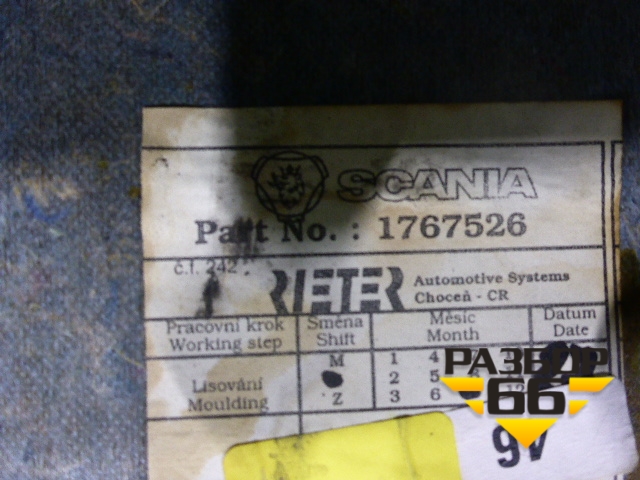 SCANIA
Part No. : 1767526
č.f. 242
RIETER Automotive Systems
Choceň - CR
Pracovní krok Směna Měsíc Datum
Working step Shift Month Date
M 1 4
Lisování 2 5
Moulding Z 3 6
РАЗБОР
66
9V